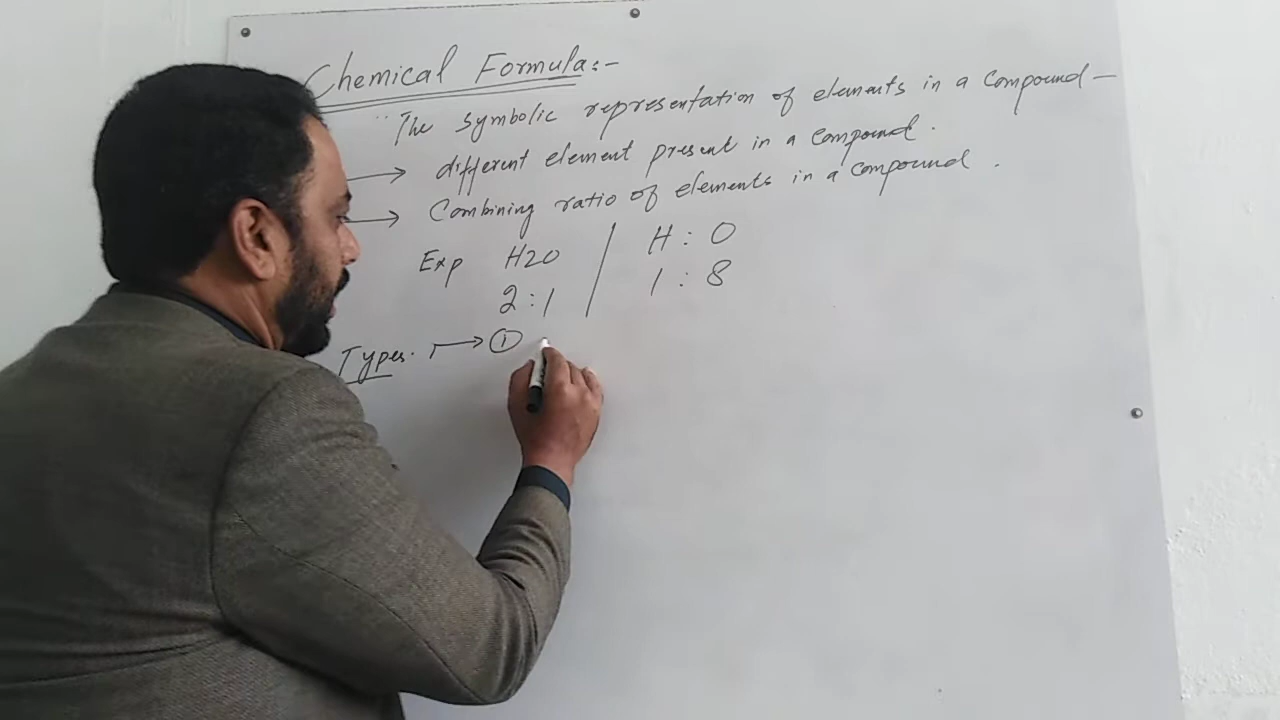 Chemical Formula:-
"The Symbolic representation of elements in a Compound—
→ different element present in a Compound.
→ Combining ratio of elements in a Compound.
Exp H2O / H : O
2 : 1 1 : 8
Types. → ①